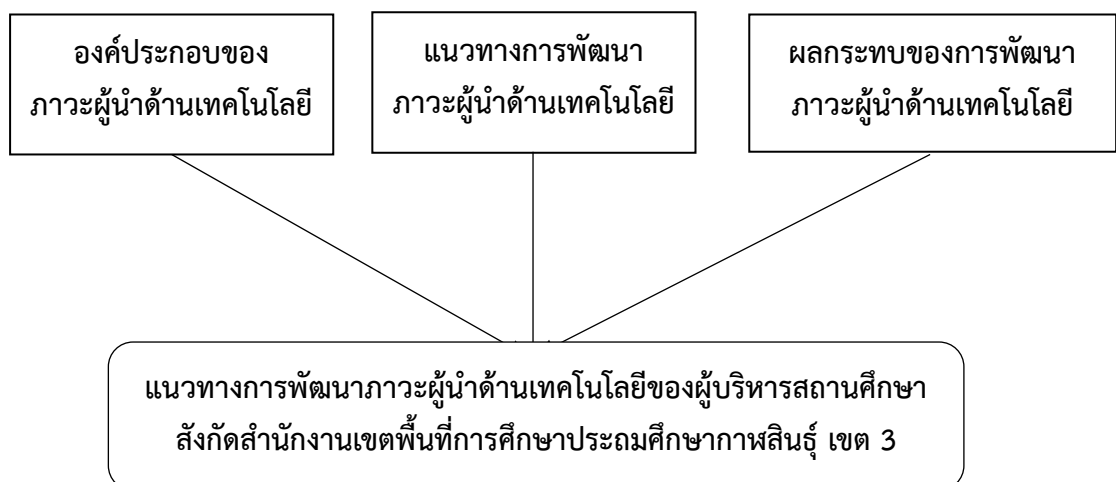 องค์ประกอบของ
ภาวะผู้นำด้านเทคโนโลยี
แนวทางการพัฒนา
ภาวะผู้นำด้านเทคโนโลยี
ผลกระทบของการพัฒนา
ภาวะผู้นำด้านเทคโนโลยี
แนวทางการพัฒนาภาวะผู้นำด้านเทคโนโลยีของผู้บริหารสถานศึกษา
สังกัดสำนักงานเขตพื้นที่การศึกษาประถมศึกษากาฬสินธุ์ เขต 3